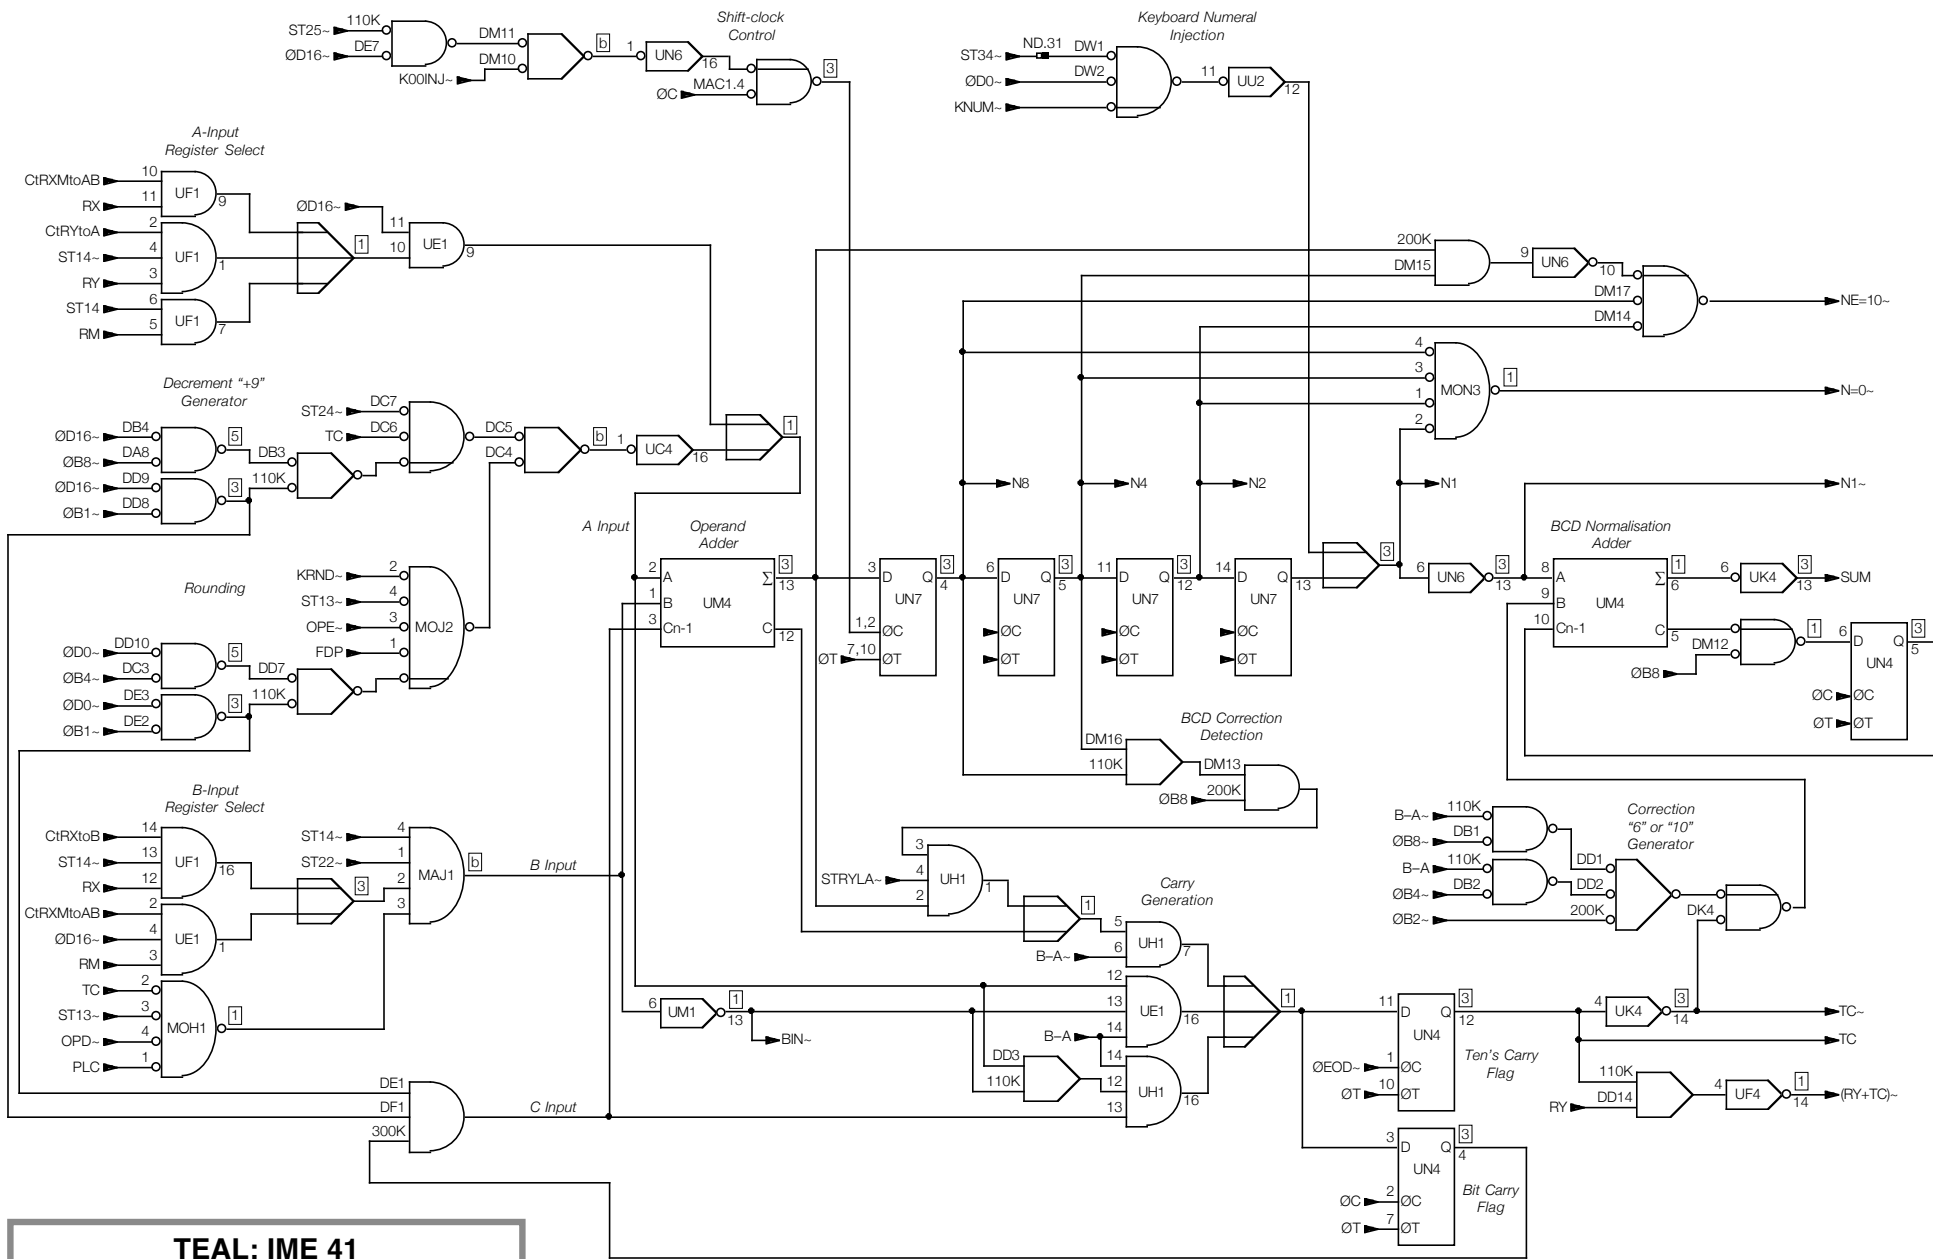 Shift-clock
Control
ST25~
110K
ØD16~
DE7
DM11
DM10
K00INJ~
b
1
UN6
16
ØC
MAC1.4
3
Keyboard Numeral
Injection
ST34~
ND.31
DW1
ØD0~
DW2
KNUM~
11
UU2
12
A-Input
Register Select
CtRXMtoAB
10
RX
11
UF1
9
CtRYtoA
2
ST14~
4
RY
3
UF1
1
ST14
6
RM
5
UF1
7
1
ØD16~
11
10
UE1
9
200K
DM15
9
UN6
10
DM17
DM14
NE=10~
4
3
1
2
MON3
1
N=0~
Decrement “+9”
Generator
ØD16~
DB4
ØB8~
DA8
5
ØD16~
DD9
ØB1~
DD8
3
DB3
110K
ST24~
DC7
TC
DC6
DC5
DC4
b
1
UC4
16
1
N8
N4
N2
N1
N1~
A Input
Operand
Adder
2
A
1
B
3
Cn-1
UM4
Σ
3
13
C
12
3
D
Q
3
4
UN7
1,2
ØC
ØT
7,10
ØT
6
D
Q
3
5
UN7
ØC
ØT
11
D
Q
3
12
UN7
ØC
ØT
14
D
Q
13
UN7
ØC
ØT
3
6
UN6
3
13
BCD Normalisation
Adder
8
A
9
B
10
Cn-1
UM4
Σ
1
6
C
5
6
UK4
3
13
SUM
DM12
ØB8
1
6
D
Q
3
5
UN4
ØC
ØC
ØT
ØT
Rounding
KRND~
2
ST13~
4
OPE~
3
FDP
1
MOJ2
ØD0~
DD10
ØB4~
DC3
5
ØD0~
DE3
ØB1~
DE2
3
DD7
110K
BCD Correction
Detection
DM16
110K
DM13
ØB8
200K
B-Input
Register Select
CtRXtoB
14
ST14~
13
RX
12
UF1
16
CtRXMtoAB
2
ØD16~
4
RM
3
UE1
1
3
ST14~
4
ST22~
1
2
3
MAJ1
b
B Input
TC
2
ST13~
3
OPD~
4
PLC
1
MOH1
1
3
STRYLA~
4
2
UH1
1
1
Carry
Generation
5
B–A~
6
UH1
7
Correction
“6” or “10”
Generator
B–A~
110K
ØB8~
DB1
B–A
110K
ØB4~
DB2
ØB2~
DD1
DD2
200K
DK4
6
UM1
1
13
BIN~
12
13
14
UE1
16
B–A
14
12
13
UH1
16
DD3
110K
1
11
D
Q
3
12
UN4
ØEOD~
1
ØC
ØT
10
ØT
Ten's Carry
Flag
4
UK4
3
14
TC~
TC
110K
RY
DD14
4
UF4
1
14
(RY+TC)~
DE1
DF1
300K
C Input
3
D
Q
3
4
UN4
ØC
2
ØC
ØT
7
ØT
Bit Carry
Flag
TEAL: IME 41